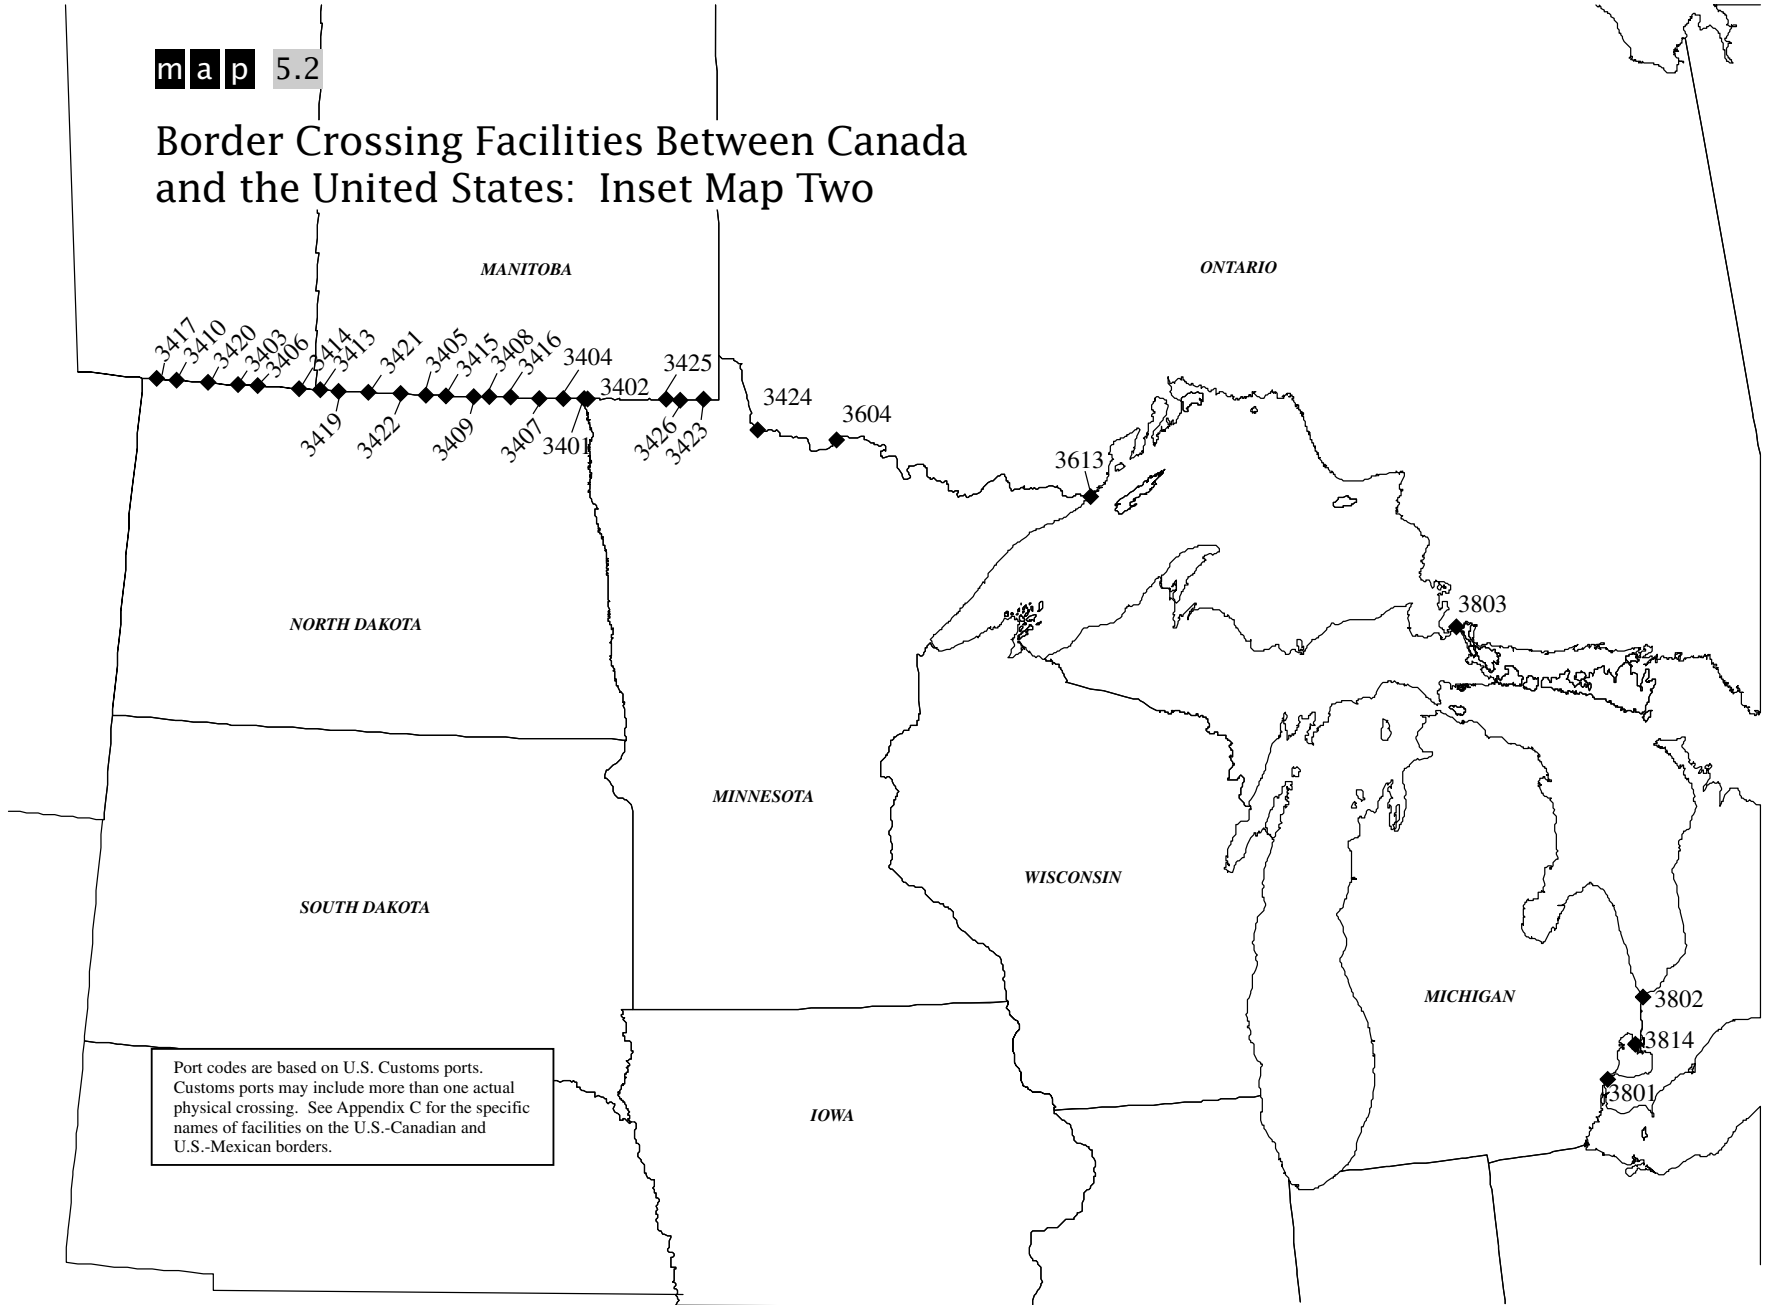 map 5.2
Border Crossing Facilities Between Canada
and the United States: Inset Map Two
MANITOBA
ONTARIO
3417
3410
3420
3403
3406
3414
3413
3421
3405
3415
3408
3416
3404
3402
3425
3424
3604
3419
3422
3409
3407
3401
3426
3423
3613
3803
NORTH DAKOTA
MINNESOTA
WISCONSIN
SOUTH DAKOTA
MICHIGAN
3802
3814
3801
IOWA
Port codes are based on U.S. Customs ports.
Customs ports may include more than one actual
physical crossing. See Appendix C for the specific
names of facilities on the U.S.-Canadian and
U.S.-Mexican borders.